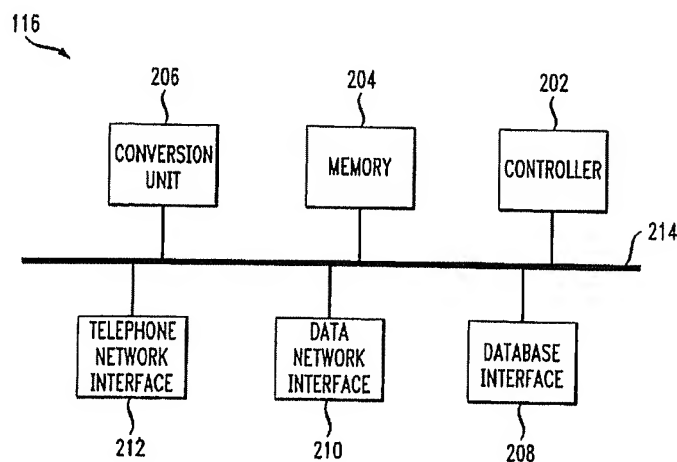 116
206
204
202
CONVERSION
UNIT
MEMORY
CONTROLLER
214
TELEPHONE
NETWORK
INTERFACE
DATA
NETWORK
INTERFACE
DATABASE
INTERFACE
212
210
208